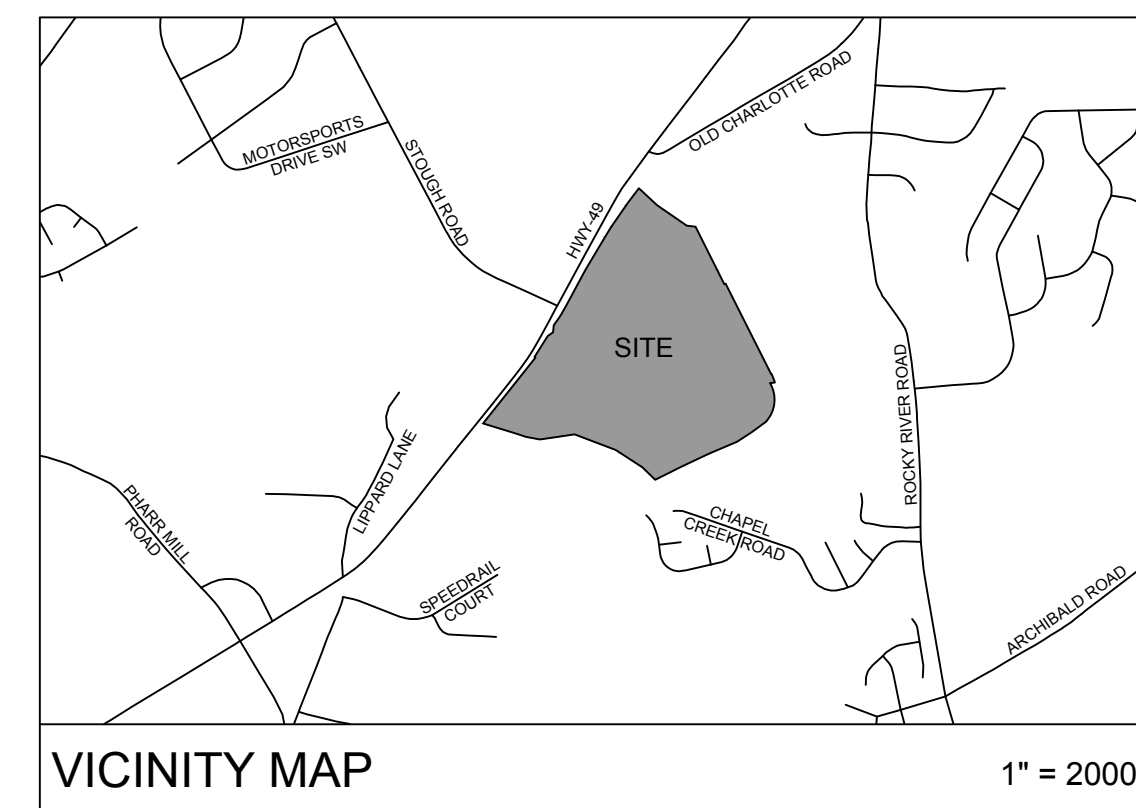 OLD CHARLOTTE ROAD
MOTORSPORTS
DRIVE SW
STOUGH ROAD
HWY-49
SITE
ROCKY RIVER ROAD
LIPPARD LANE
PHARR MILL
ROAD
CHAPEL
CREEK ROAD
SPEEDRAIL
COURT
ARCHIBALD ROAD
VICINITY MAP
1" = 2000